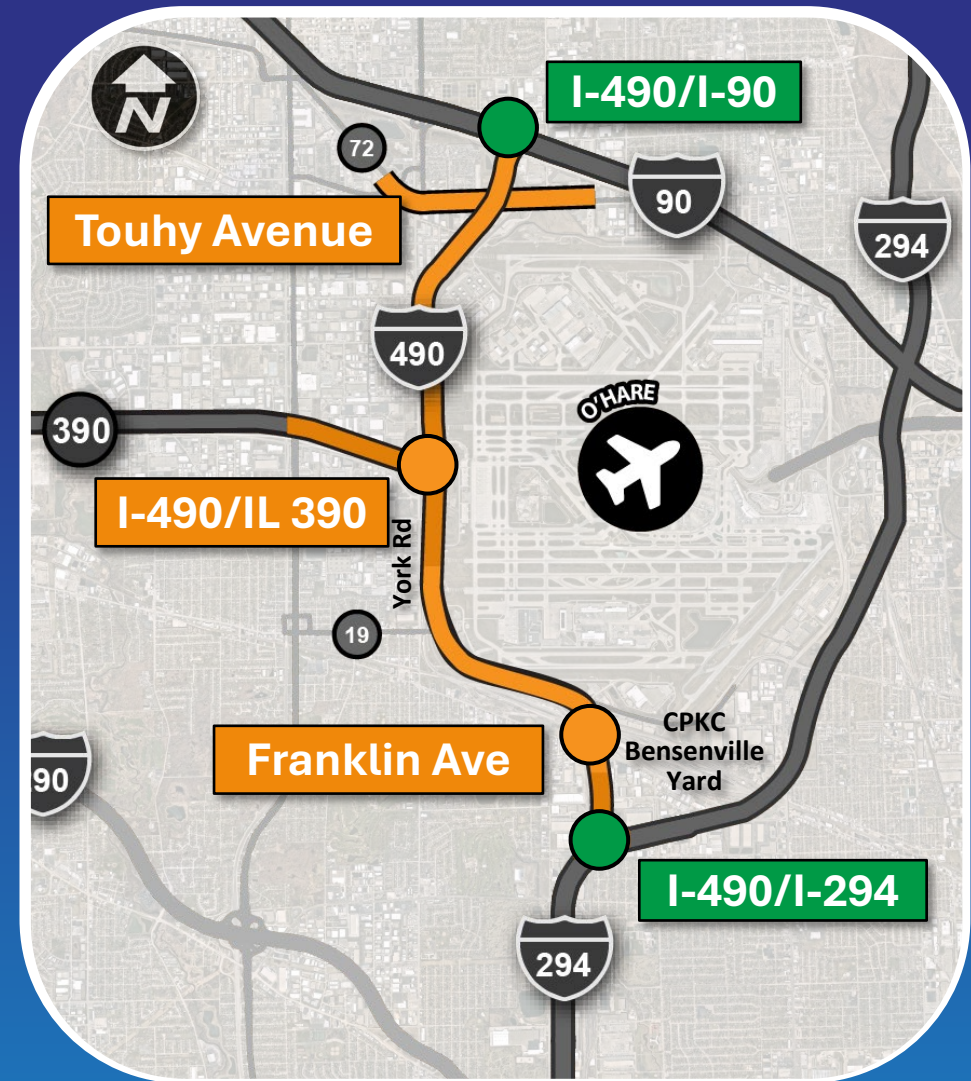 N
I-490/I-90
72
90
Touhy Avenue
294
490
O'HARE
390
I-490/IL 390
York Rd
19
Franklin Ave
CPKC
Bensenville
Yard
90
I-490/I-294
294